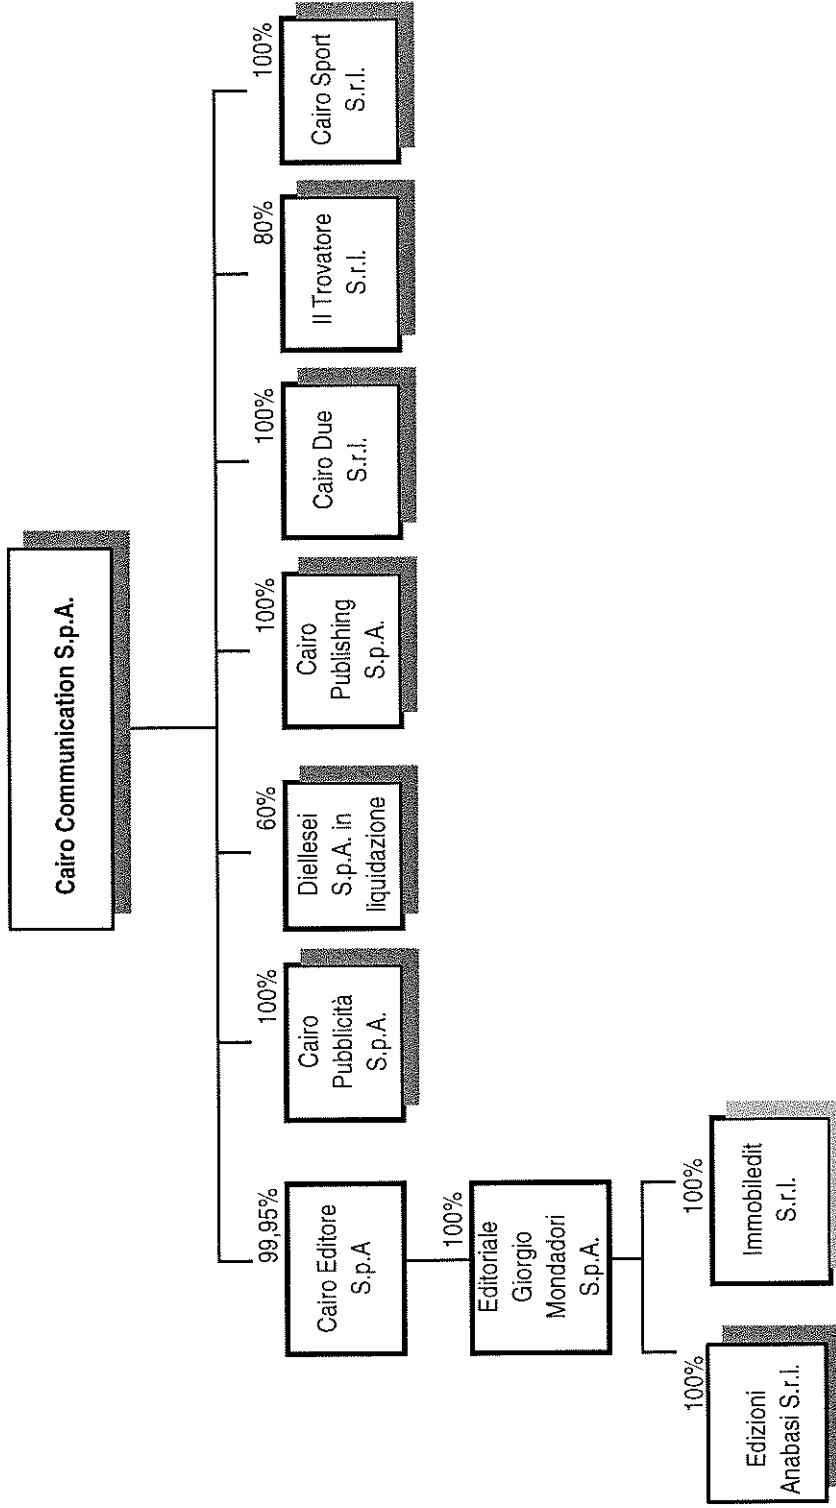 Cairo Communication S.p.A.
99,95%
Cairo Editore
S.p.A
100%
Cairo
Pubblicità
S.p.A.
60%
Diellesei
S.p.A. in
liquidazione
100%
Cairo
Publishing
S.p.A.
100%
Cairo Due
S.r.l.
80%
Il Trovatore
S.r.l.
100%
Cairo Sport
S.r.l.
100%
Editoriale
Giorgio
Mondadori
S.p.A.
100%
Edizioni
Anabasi S.r.l.
100%
Immobiledit
S.r.l.